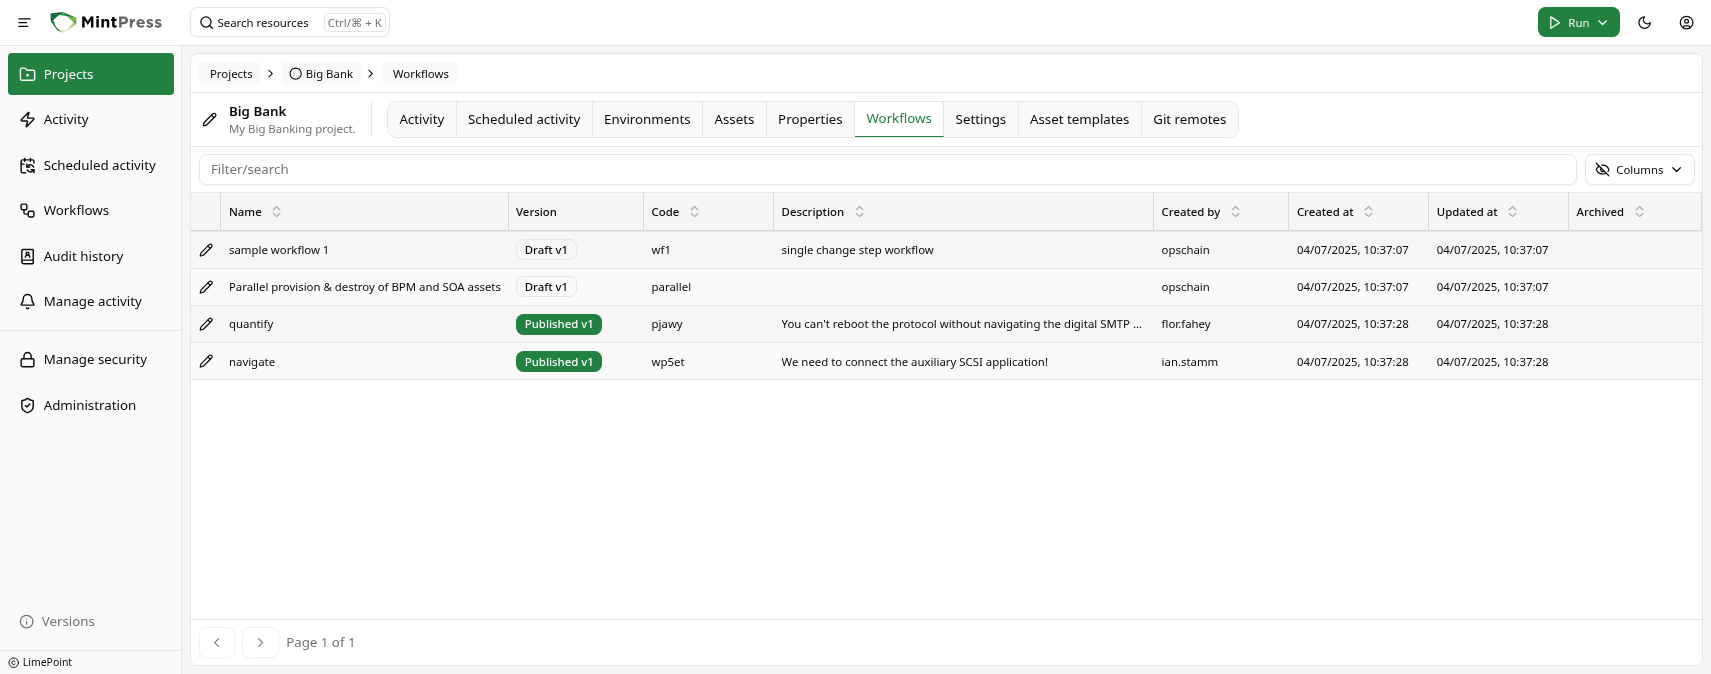 MintPress
Search resources Ctrl/⌘ + K
Run
Projects
Activity
Scheduled activity
Workflows
Audit history
Manage activity
Manage security
Administration
Versions
LimePoint
Projects Big Bank Workflows
Big Bank
My Big Banking project.
Activity Scheduled activity Environments Assets Properties Workflows Settings Asset templates Git remotes
Filter/search
Columns
Name Version Code Description Created by Created at Updated at Archived
sample workflow 1 Draft v1 wf1 single change step workflow opschain 04/07/2025, 10:37:07 04/07/2025, 10:37:07
Parallel provision & destroy of BPM and SOA assets Draft v1 parallel opschain 04/07/2025, 10:37:07 04/07/2025, 10:37:07
quantify Published v1 pjawy You can't reboot the protocol without navigating the digital SMTP ... flor.fahey 04/07/2025, 10:37:28 04/07/2025, 10:37:28
navigate Published v1 wp5et We need to connect the auxiliary SCSI application! ian.stamm 04/07/2025, 10:37:28 04/07/2025, 10:37:28
Page 1 of 1